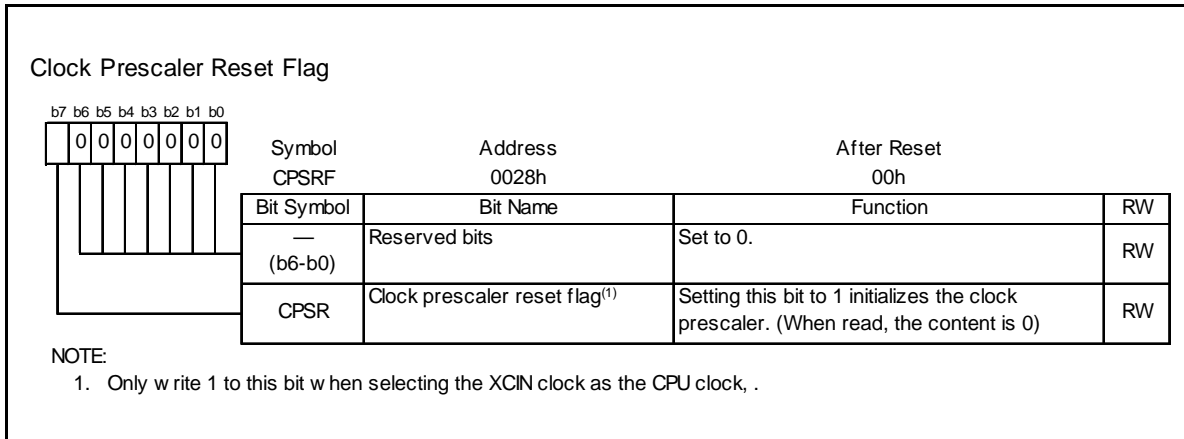 Clock Prescaler Reset Flag
b7 b6 b5 b4 b3 b2 b1 b0
0 0 0 0 0 0 0
Symbol Address After Reset
CPSRF 0028h 00h
Bit Symbol Bit Name Function RW
— (b6-b0) Reserved bits Set to 0. RW
CPSR Clock prescaler reset flag(1) Setting this bit to 1 initializes the clock
prescaler. (When read, the content is 0) RW
NOTE:
1. Only w rite 1 to this bit w hen selecting the XCIN clock as the CPU clock, .